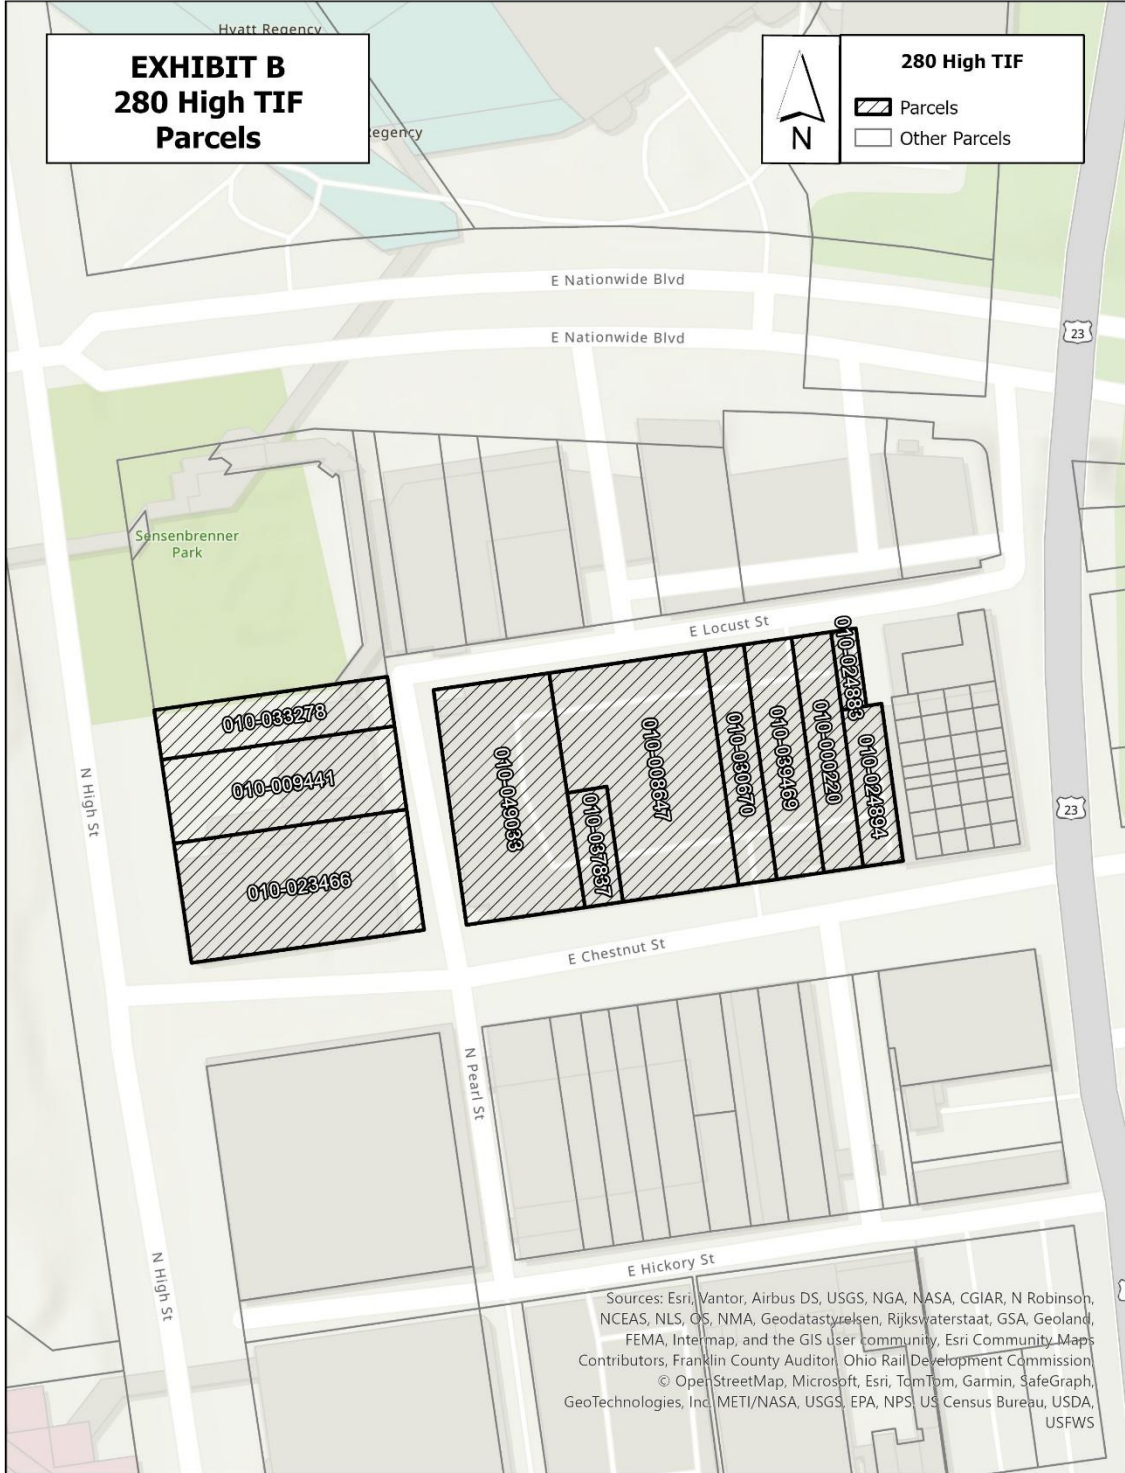 Hyatt Regency
EXHIBIT B
280 High TIF
Parcels
Regency
N
280 High TIF
Parcels
Other Parcels
E Nationwide Blvd
23
E Nationwide Blvd
Sensenbrenner
Park
E Locust St
010-024883
010-033278
010-009441
010-023466
010-049033
010-037837
010-008647
010-030670
010-039469
010-000220
010-024894
N High St
23
E Chestnut St
N Pearl St
N High St
E Hickory St
Sources: Esri, Vantor, Airbus DS, USGS, NGA, NASA, CGIAR, N Robinson,
NCEAS, NLS, OS, NMA, Geodatastyrelsen, Rijkswaterstaat, GSA, Geoland,
FEMA, Intermap, and the GIS user community, Esri Community Maps
Contributors, Franklin County Auditor, Ohio Rail Development Commission,
© OpenStreetMap, Microsoft, Esri, TomTom, Garmin, SafeGraph,
GeoTechnologies, Inc, METI/NASA, USGS, EPA, NPS, US Census Bureau, USDA,
USFWS